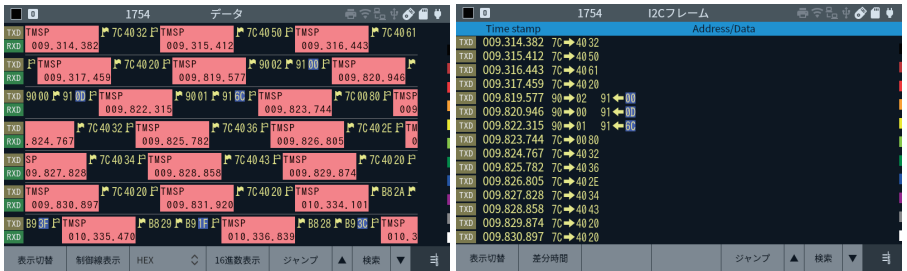 0 1754 データ
TXD TMSP 7C 40 32 TMSP 7C 40 50 TMSP 7C 40 61
RXD 009.314.382 009.315.412 009.316.443
TXD TMSP 7C 40 20 TMSP 90 02 91 00 TMSP
RXD 009.317.459 009.819.577 009.820.946
TXD 90 00 91 0D TMSP 90 01 91 6C TMSP 7C 00 80 TMSP
RXD 009.822.315 009.823.744 009
TXD 7C 40 32 TMSP 7C 40 36 TMSP 7C 40 2E TM
RXD .824.767 009.825.782 009.826.805 0
TXD SP 7C 40 34 TMSP 7C 40 43 TMSP 7C 40 20
RXD 09.827.828 009.828.858 009.829.874
TXD TMSP 7C 40 20 TMSP 7C 40 20 TMSP B8 2A
RXD 009.830.897 009.831.920 010.334.101
TXD B9 3F TMSP B8 29 B9 1F TMSP B8 28 B9 3C TMSP
RXD 010.335.470 010.336.839 010.3
表示切替 制御線表示 HEX 16進数表示 ジャンプ ▲ 検索 ▼
0 1754 I2Cフレーム
Time stamp Address/Data
TXD 009.314.382 7C➡40 32
TXD 009.315.412 7C➡40 50
TXD 009.316.443 7C➡40 61
TXD 009.317.459 7C➡40 20
TXD 009.819.577 90➡02 91⬅00
TXD 009.820.946 90➡00 91⬅0D
TXD 009.822.315 90➡01 91⬅6C
TXD 009.823.744 7C➡00 80
TXD 009.824.767 7C➡40 32
TXD 009.825.782 7C➡40 36
TXD 009.826.805 7C➡40 2E
TXD 009.827.828 7C➡40 34
TXD 009.828.858 7C➡40 43
TXD 009.829.874 7C➡40 20
TXD 009.830.897 7C➡40 20
表示切替 差分時間 ジャンプ ▲ 検索 ▼